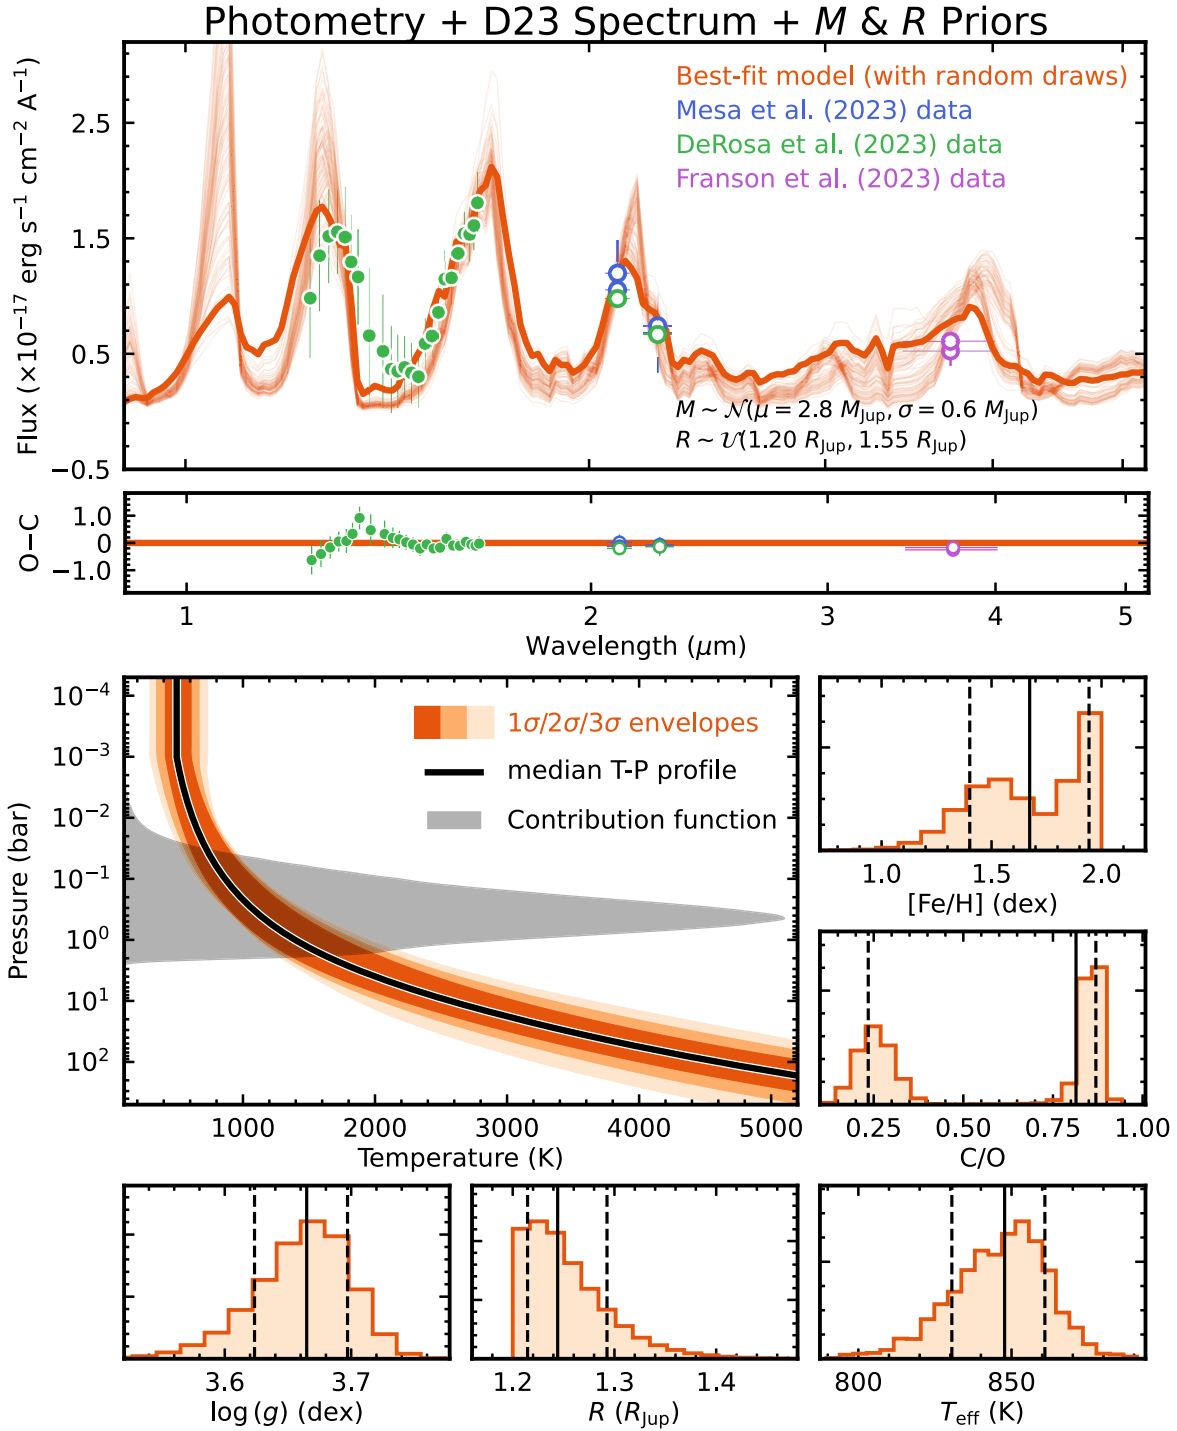 Photometry + D23 Spectrum + M & R Priors
Flux (×10⁻¹⁷ erg s⁻¹ cm⁻² A⁻¹)
2.5
1.5
0.5
−0.5
Best-fit model (with random draws)
Mesa et al. (2023) data
DeRosa et al. (2023) data
Franson et al. (2023) data
M ~ 𝒩(μ = 2.8 M_Jup, σ = 0.6 M_Jup)
R ~ 𝒰(1.20 R_Jup, 1.55 R_Jup)
O−C
1.0
0
−1.0
1 2 3 4 5
Wavelength (μm)
Pressure (bar)
10⁻⁴
10⁻³
10⁻²
10⁻¹
10⁰
10¹
10²
1σ/2σ/3σ envelopes
median T-P profile
Contribution function
1000 2000 3000 4000 5000
Temperature (K)
1.0 1.5 2.0
[Fe/H] (dex)
0.25 0.50 0.75 1.00
C/O
3.6 3.7
log(g) (dex)
1.2 1.3 1.4
R (R_Jup)
800 850
T_eff (K)